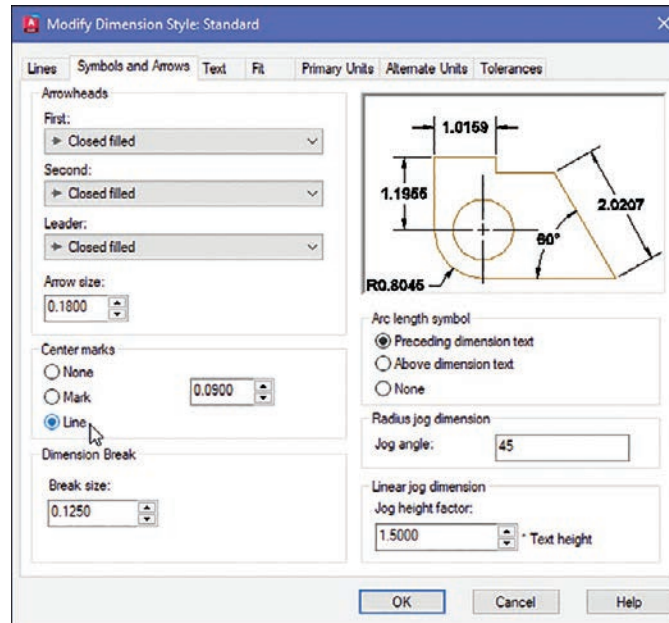 Modify Dimension Style: Standard
Lines Symbols and Arrows Text Fit Primary Units Alternate Units Tolerances
Arrowheads
First:
Closed filled
Second:
Closed filled
Leader:
Closed filled
Arrow size:
0.1800
Center marks
None
Mark
Line
0.0900
Dimension Break
Break size:
0.1250
1.0159
1.1955
2.0207
60°
R0.8045
Arc length symbol
Preceding dimension text
Above dimension text
None
Radius jog dimension
Jog angle: 45
Linear jog dimension
Jog height factor:
1.5000 * Text height
OK Cancel Help